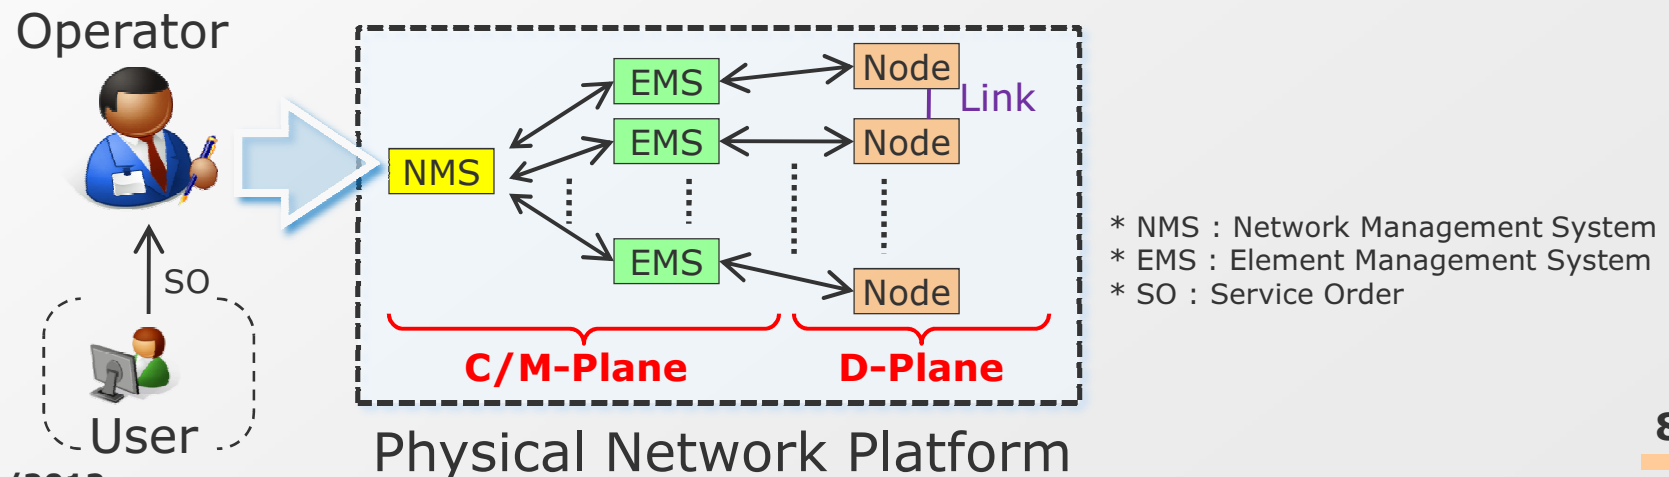 Operator
SO
User
NMS
EMS
EMS
EMS
Node
Link
Node
Node
C/M-Plane
D-Plane
Physical Network Platform
* NMS : Network Management System
* EMS : Element Management System
* SO : Service Order
8